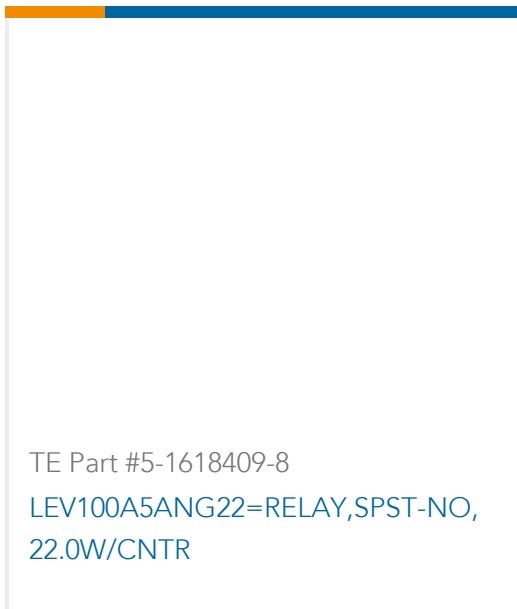 TE Part #5-1618409-8
LEV100A5ANG22=RELAY,SPST-NO,
22.0W/CNTR